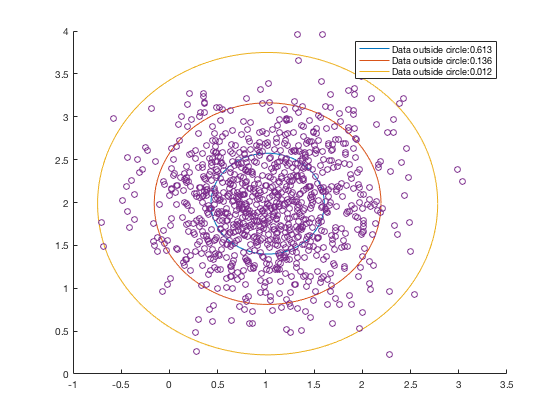 4
Data outside circle:0.613
Data outside circle:0.136
Data outside circle:0.012
3.5
3
2.5
2
1.5
1
0.5
0
-1 -0.5 0 0.5 1 1.5 2 2.5 3 3.5